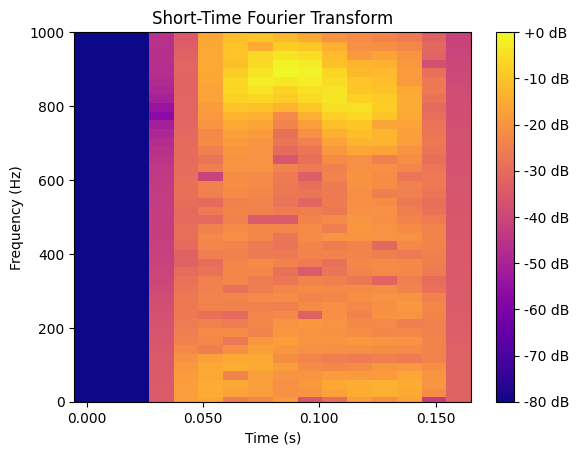 Short-Time Fourier Transform
1000
800
600
400
200
0
Frequency (Hz)
0.000
0.050
0.100
0.150
Time (s)
+0 dB
-10 dB
-20 dB
-30 dB
-40 dB
-50 dB
-60 dB
-70 dB
-80 dB